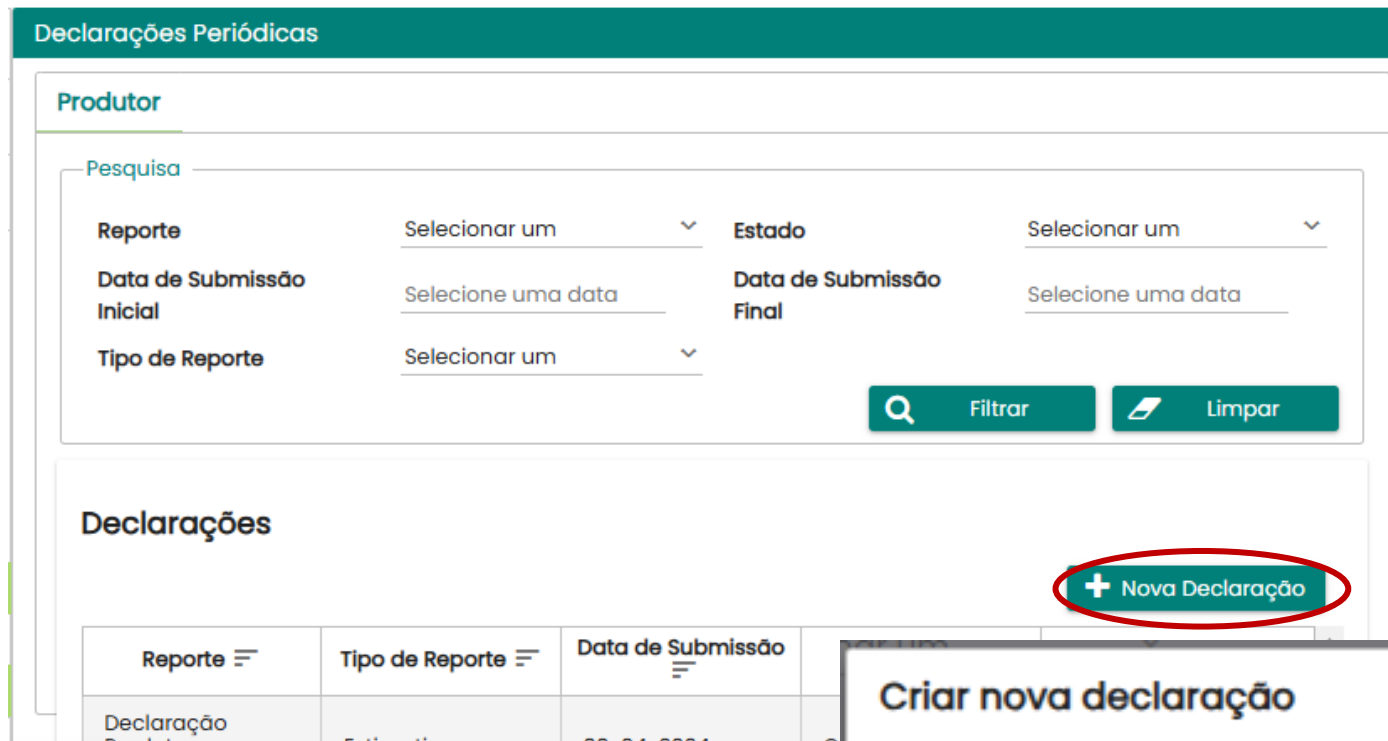 Declarações Periódicas
Produtor
Pesquisa
Reporte Selecionar um Estado Selecionar um
Data de Submissão Inicial Selecione uma data Data de Submissão Final Selecione uma data
Tipo de Reporte Selecionar um
Filtrar Limpar
Declarações
Nova Declaração
Reporte Tipo de Reporte Data de Submissão
Criar nova declaração
Declaração